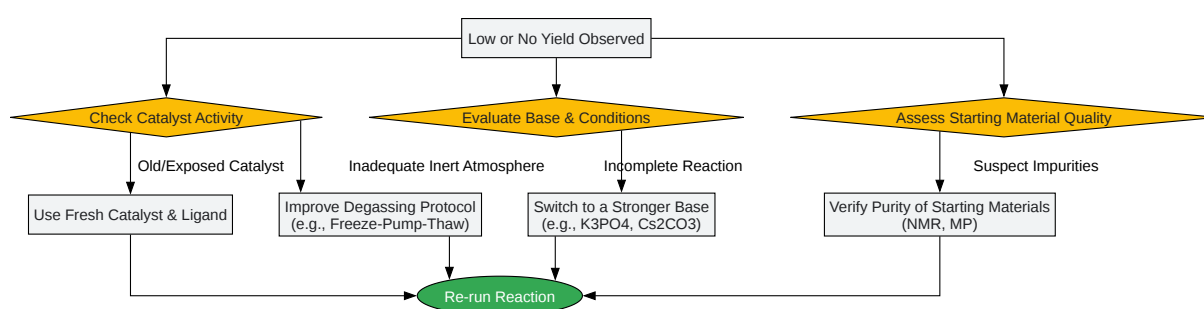 Low or No Yield Observed
Check Catalyst Activity
Evaluate Base & Conditions
Assess Starting Material Quality
Old/Exposed Catalyst
Inadequate Inert Atmosphere
Incomplete Reaction
Suspect Impurities
Use Fresh Catalyst & Ligand
Improve Degassing Protocol
(e.g., Freeze-Pump-Thaw)
Switch to a Stronger Base
(e.g., K3PO4, Cs2CO3)
Verify Purity of Starting Materials
(NMR, MP)
Re-run Reaction